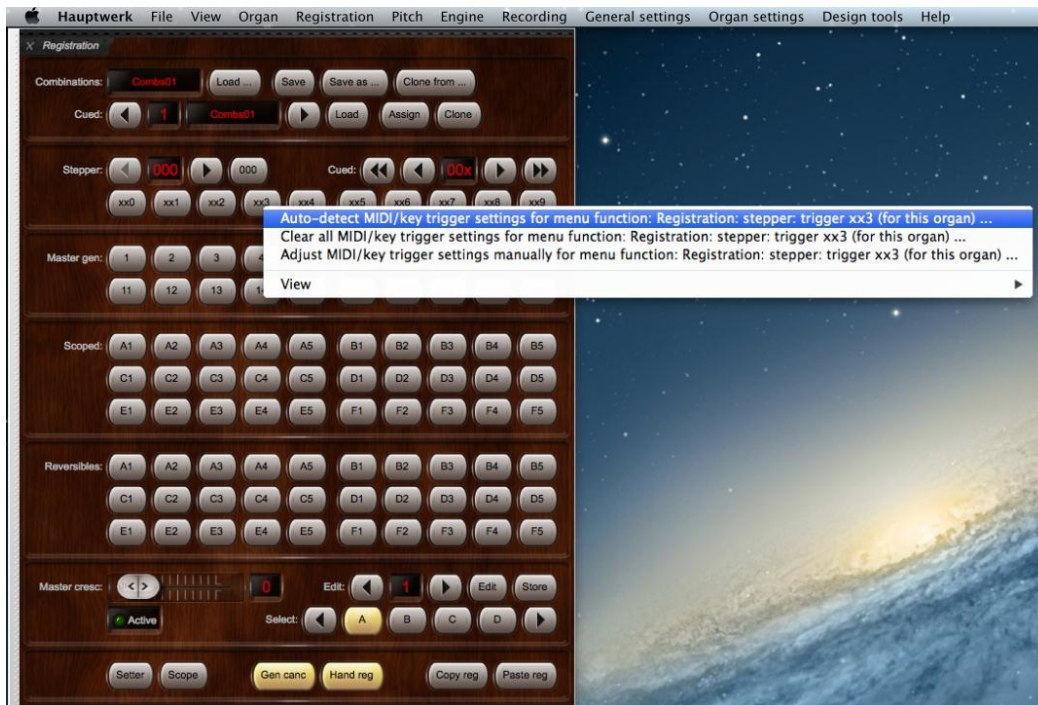 Hauptwerk File View Organ Registration Pitch Engine Recording General settings Organ settings Design tools Help
X Registration
Combinations: Combs01 Load ... Save Save as ... Clone from ...
Cued: 1 Combs01 Load Assign Clone
Stepper: 000 000 Cued: 00x
xx0 xx1 xx2 xx3 xx4 xx5 xx6 xx7 xx8 xx9
Auto-detect MIDI/key trigger settings for menu function: Registration: stepper: trigger xx3 (for this organ) ...
Clear all MIDI/key trigger settings for menu function: Registration: stepper: trigger xx3 (for this organ) ...
Adjust MIDI/key trigger settings manually for menu function: Registration: stepper: trigger xx3 (for this organ) ...
View
Master gen: 1 2 3
11 12 13
Scoped: A1 A2 A3 A4 A5 B1 B2 B3 B4 B5
C1 C2 C3 C4 C5 D1 D2 D3 D4 D5
E1 E2 E3 E4 E5 F1 F2 F3 F4 F5
Reversibles: A1 A2 A3 A4 A5 B1 B2 B3 B4 B5
C1 C2 C3 C4 C5 D1 D2 D3 D4 D5
E1 E2 E3 E4 E5 F1 F2 F3 F4 F5
Master cresc: < > 0 Edit: 1 Edit Store
Active Select: A B C D
Setter Scope Gen canc Hand reg Copy reg Paste reg